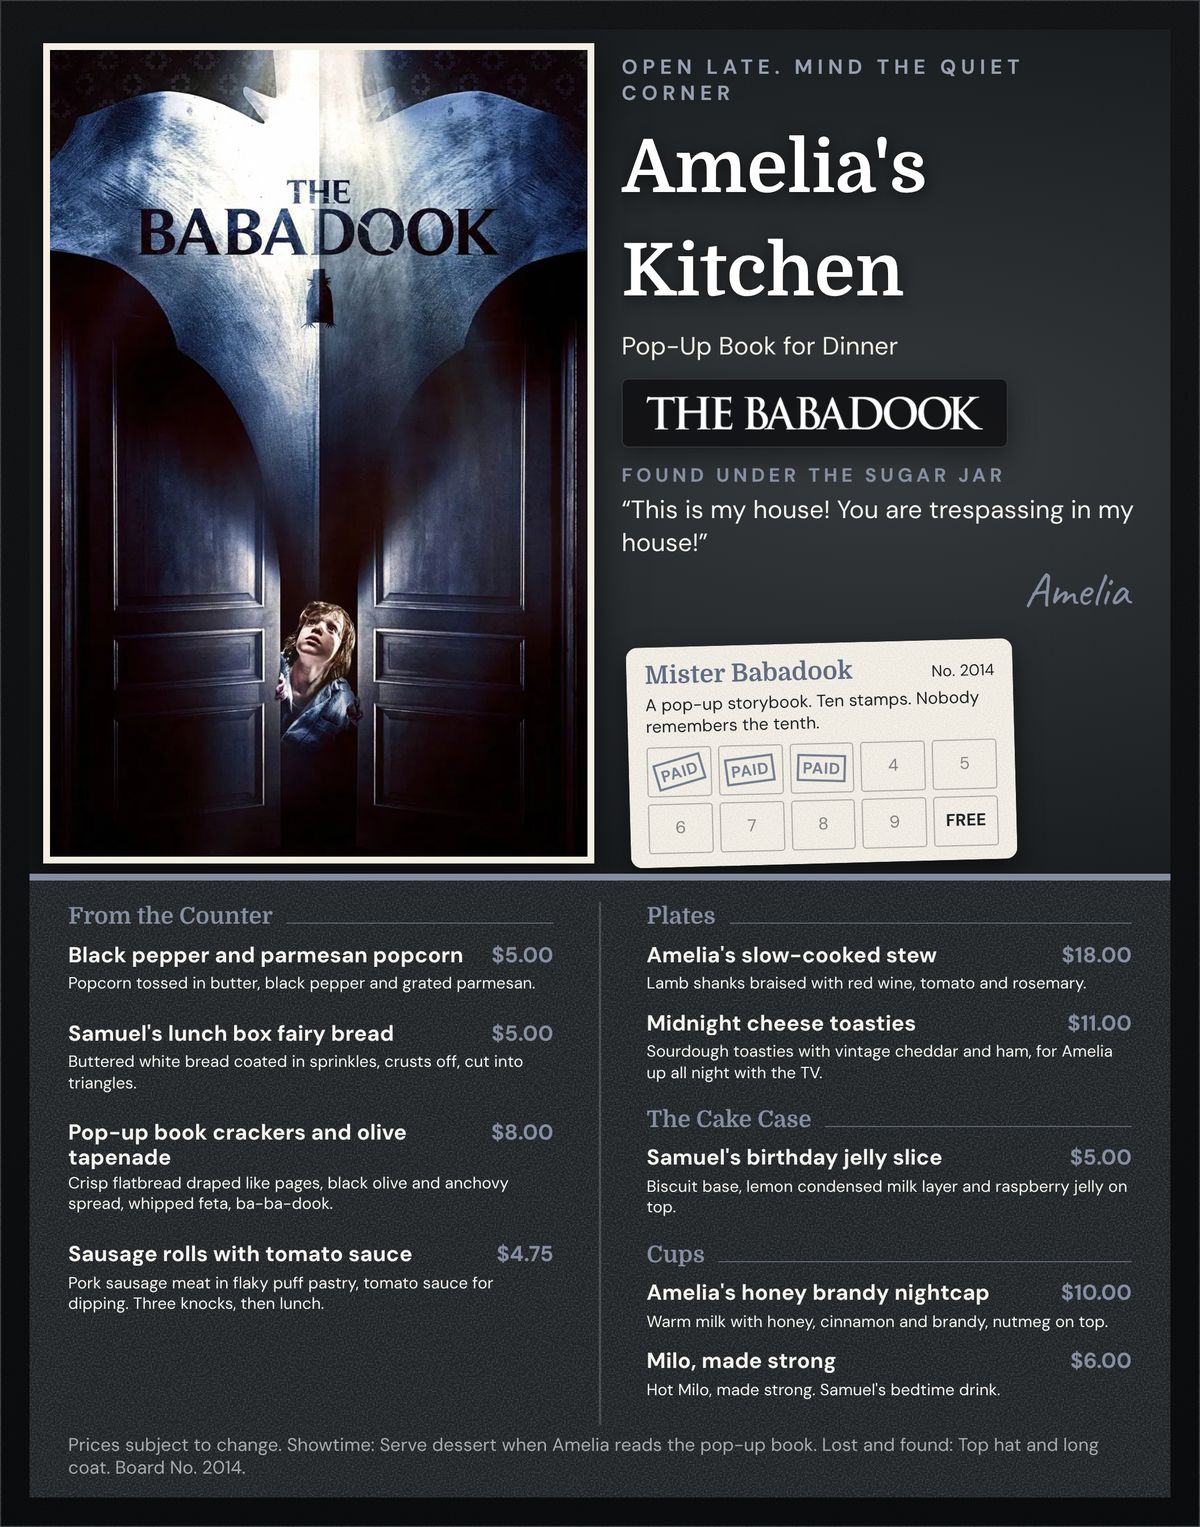 THE
BABADOOK
OPEN LATE. MIND THE QUIET
CORNER
Amelia's
Kitchen
Pop-Up Book for Dinner
THE BABADOOK
FOUND UNDER THE SUGAR JAR
“This is my house! You are trespassing in my
house!”
Amelia
Mister Babadook No. 2014
A pop-up storybook. Ten stamps. Nobody
remembers the tenth.
PAID PAID PAID 4 5
6 7 8 9 FREE
From the Counter
Black pepper and parmesan popcorn $5.00
Popcorn tossed in butter, black pepper and grated parmesan.
Samuel's lunch box fairy bread $5.00
Buttered white bread coated in sprinkles, crusts off, cut into
triangles.
Pop-up book crackers and olive $8.00
tapenade
Crisp flatbread draped like pages, black olive and anchovy
spread, whipped feta, ba-ba-dook.
Sausage rolls with tomato sauce $4.75
Pork sausage meat in flaky puff pastry, tomato sauce for
dipping. Three knocks, then lunch.
Plates
Amelia's slow-cooked stew $18.00
Lamb shanks braised with red wine, tomato and rosemary.
Midnight cheese toasties $11.00
Sourdough toasties with vintage cheddar and ham, for Amelia
up all night with the TV.
The Cake Case
Samuel's birthday jelly slice $5.00
Biscuit base, lemon condensed milk layer and raspberry jelly on
top.
Cups
Amelia's honey brandy nightcap $10.00
Warm milk with honey, cinnamon and brandy, nutmeg on top.
Milo, made strong $6.00
Hot Milo, made strong. Samuel's bedtime drink.
Prices subject to change. Showtime: Serve dessert when Amelia reads the pop-up book. Lost and found: Top hat and long
coat. Board No. 2014.